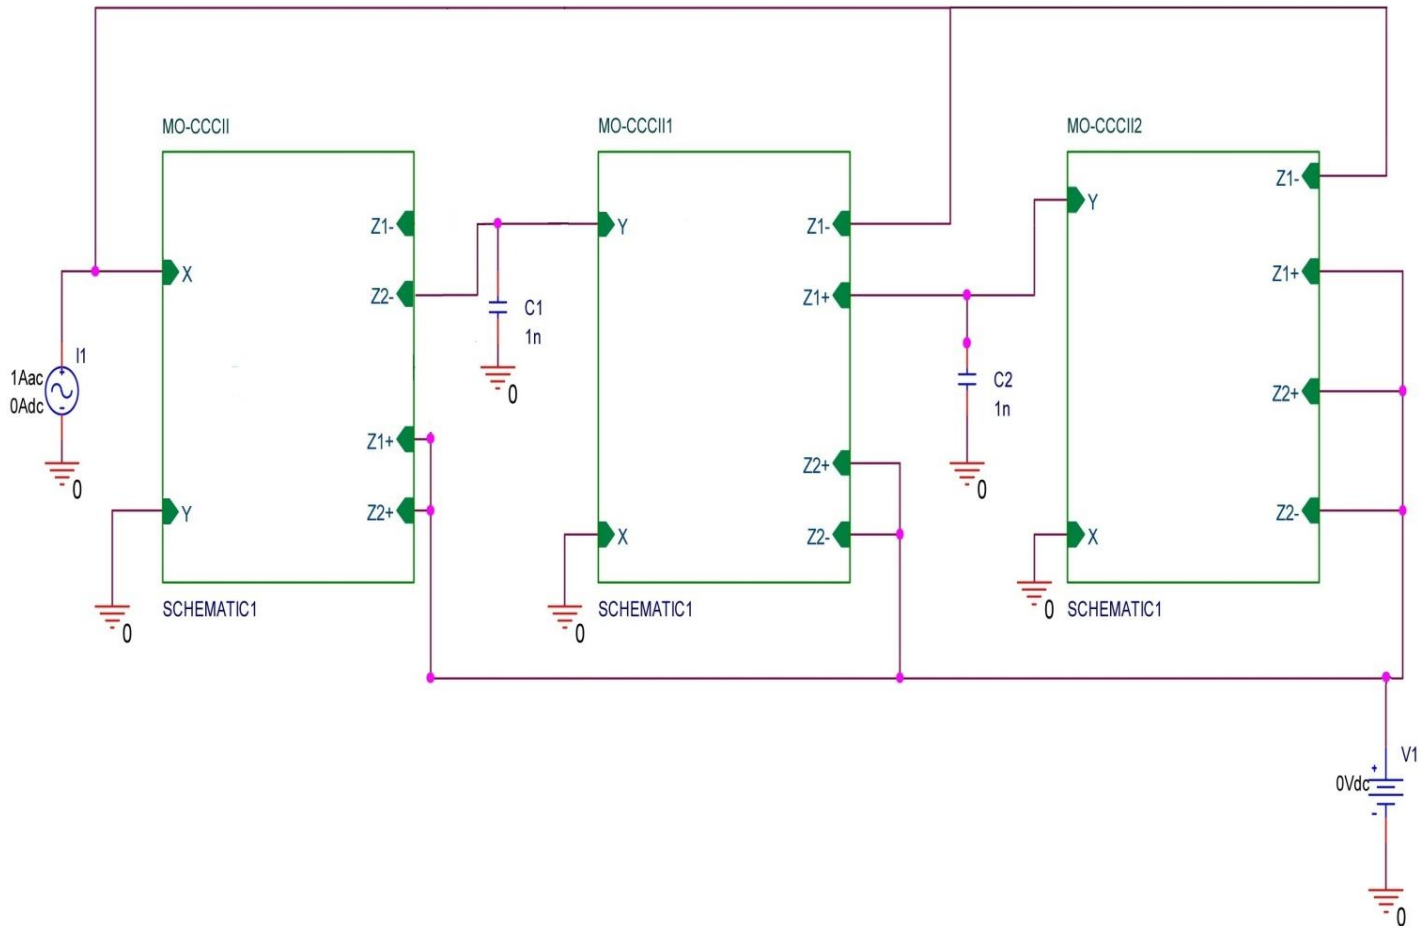 MO-CCCII
MO-CCCII1
MO-CCCII2
Z1-
Y
Z1-
Y
Z1-
X
Z1+
Z2-
Z1+
C1
1n
I1
1Aac
0Adc
C2
1n
Z2+
0
Z1+
Z2+
0
0
Y
Z2+
Z2-
X
Z2-
X
SCHEMATIC1
SCHEMATIC1
SCHEMATIC1
0
0
0
V1
0Vdc
0